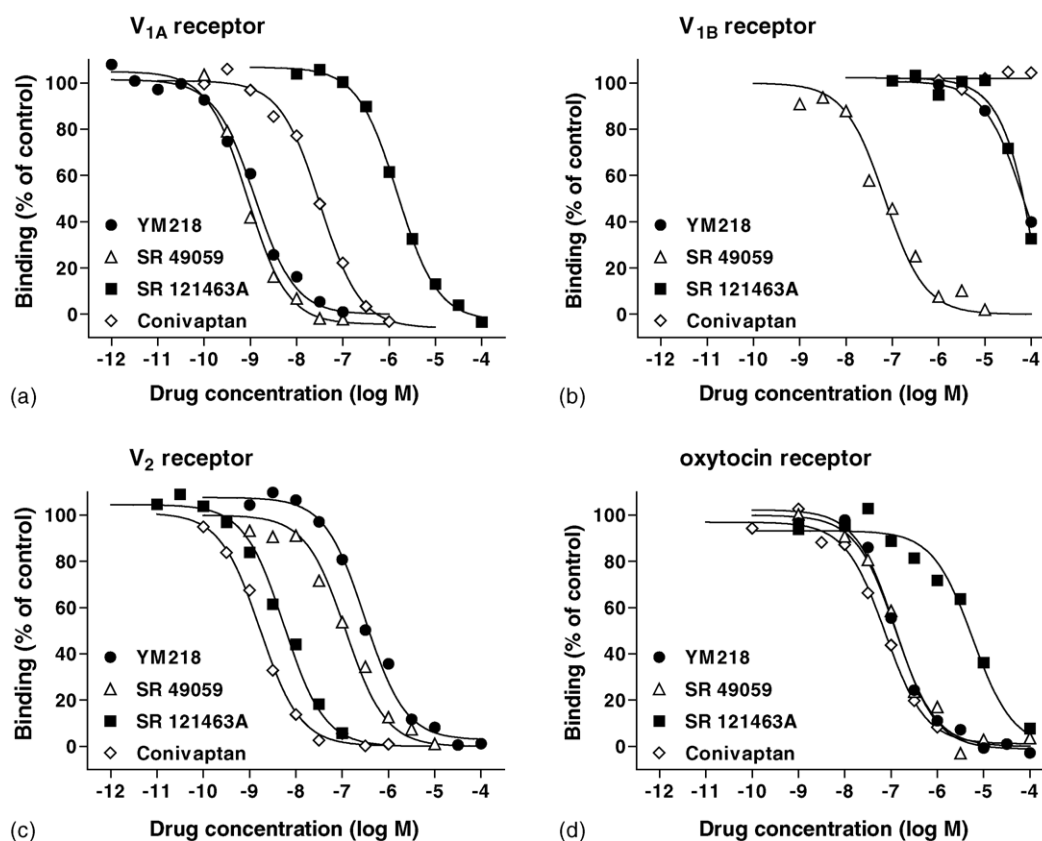 V1A receptor
Binding (% of control)
100
80
60
40
20
0
YM218
SR 49059
SR 121463A
Conivaptan
-12 -11 -10 -9 -8 -7 -6 -5 -4
Drug concentration (log M)
(a)
V1B receptor
Binding (% of control)
100
80
60
40
20
0
YM218
SR 49059
SR 121463A
Conivaptan
-12 -11 -10 -9 -8 -7 -6 -5 -4
Drug concentration (log M)
(b)
V2 receptor
Binding (% of control)
100
80
60
40
20
0
YM218
SR 49059
SR 121463A
Conivaptan
-12 -11 -10 -9 -8 -7 -6 -5 -4
Drug concentration (log M)
(c)
oxytocin receptor
Binding (% of control)
100
80
60
40
20
0
YM218
SR 49059
SR 121463A
Conivaptan
-12 -11 -10 -9 -8 -7 -6 -5 -4
Drug concentration (log M)
(d)